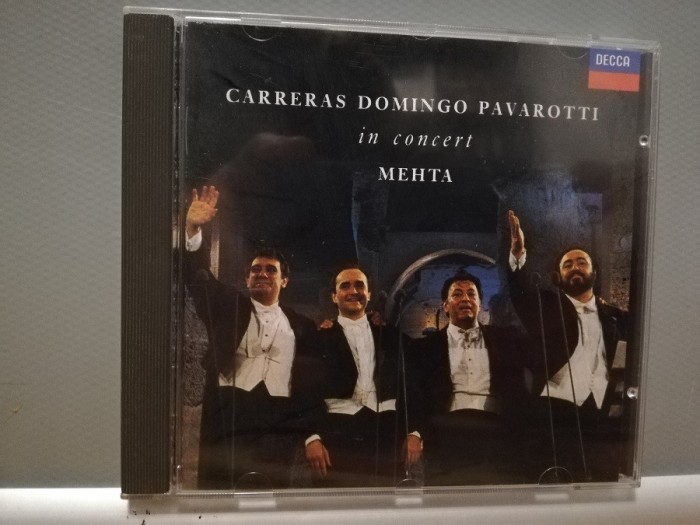 DECCA
CARRERAS DOMINGO PAVAROTTI
in concert
MEHTA